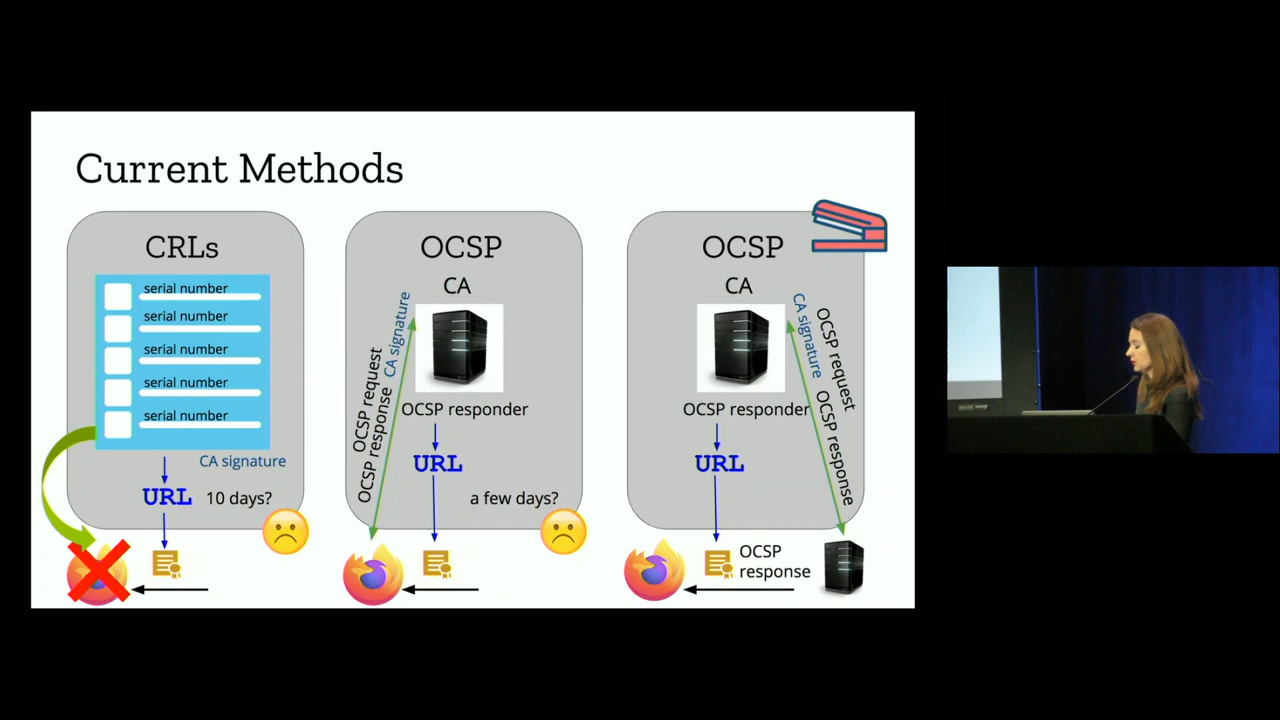 Current Methods
CRLs
serial number
serial number
serial number
serial number
serial number
CA signature
URL
10 days?
OCSP
CA
CA signature
OCSP request
OCSP response
OCSP responder
URL
a few days?
OCSP
CA
CA signature
OCSP request
OCSP response
OCSP responder
URL
OCSP
response